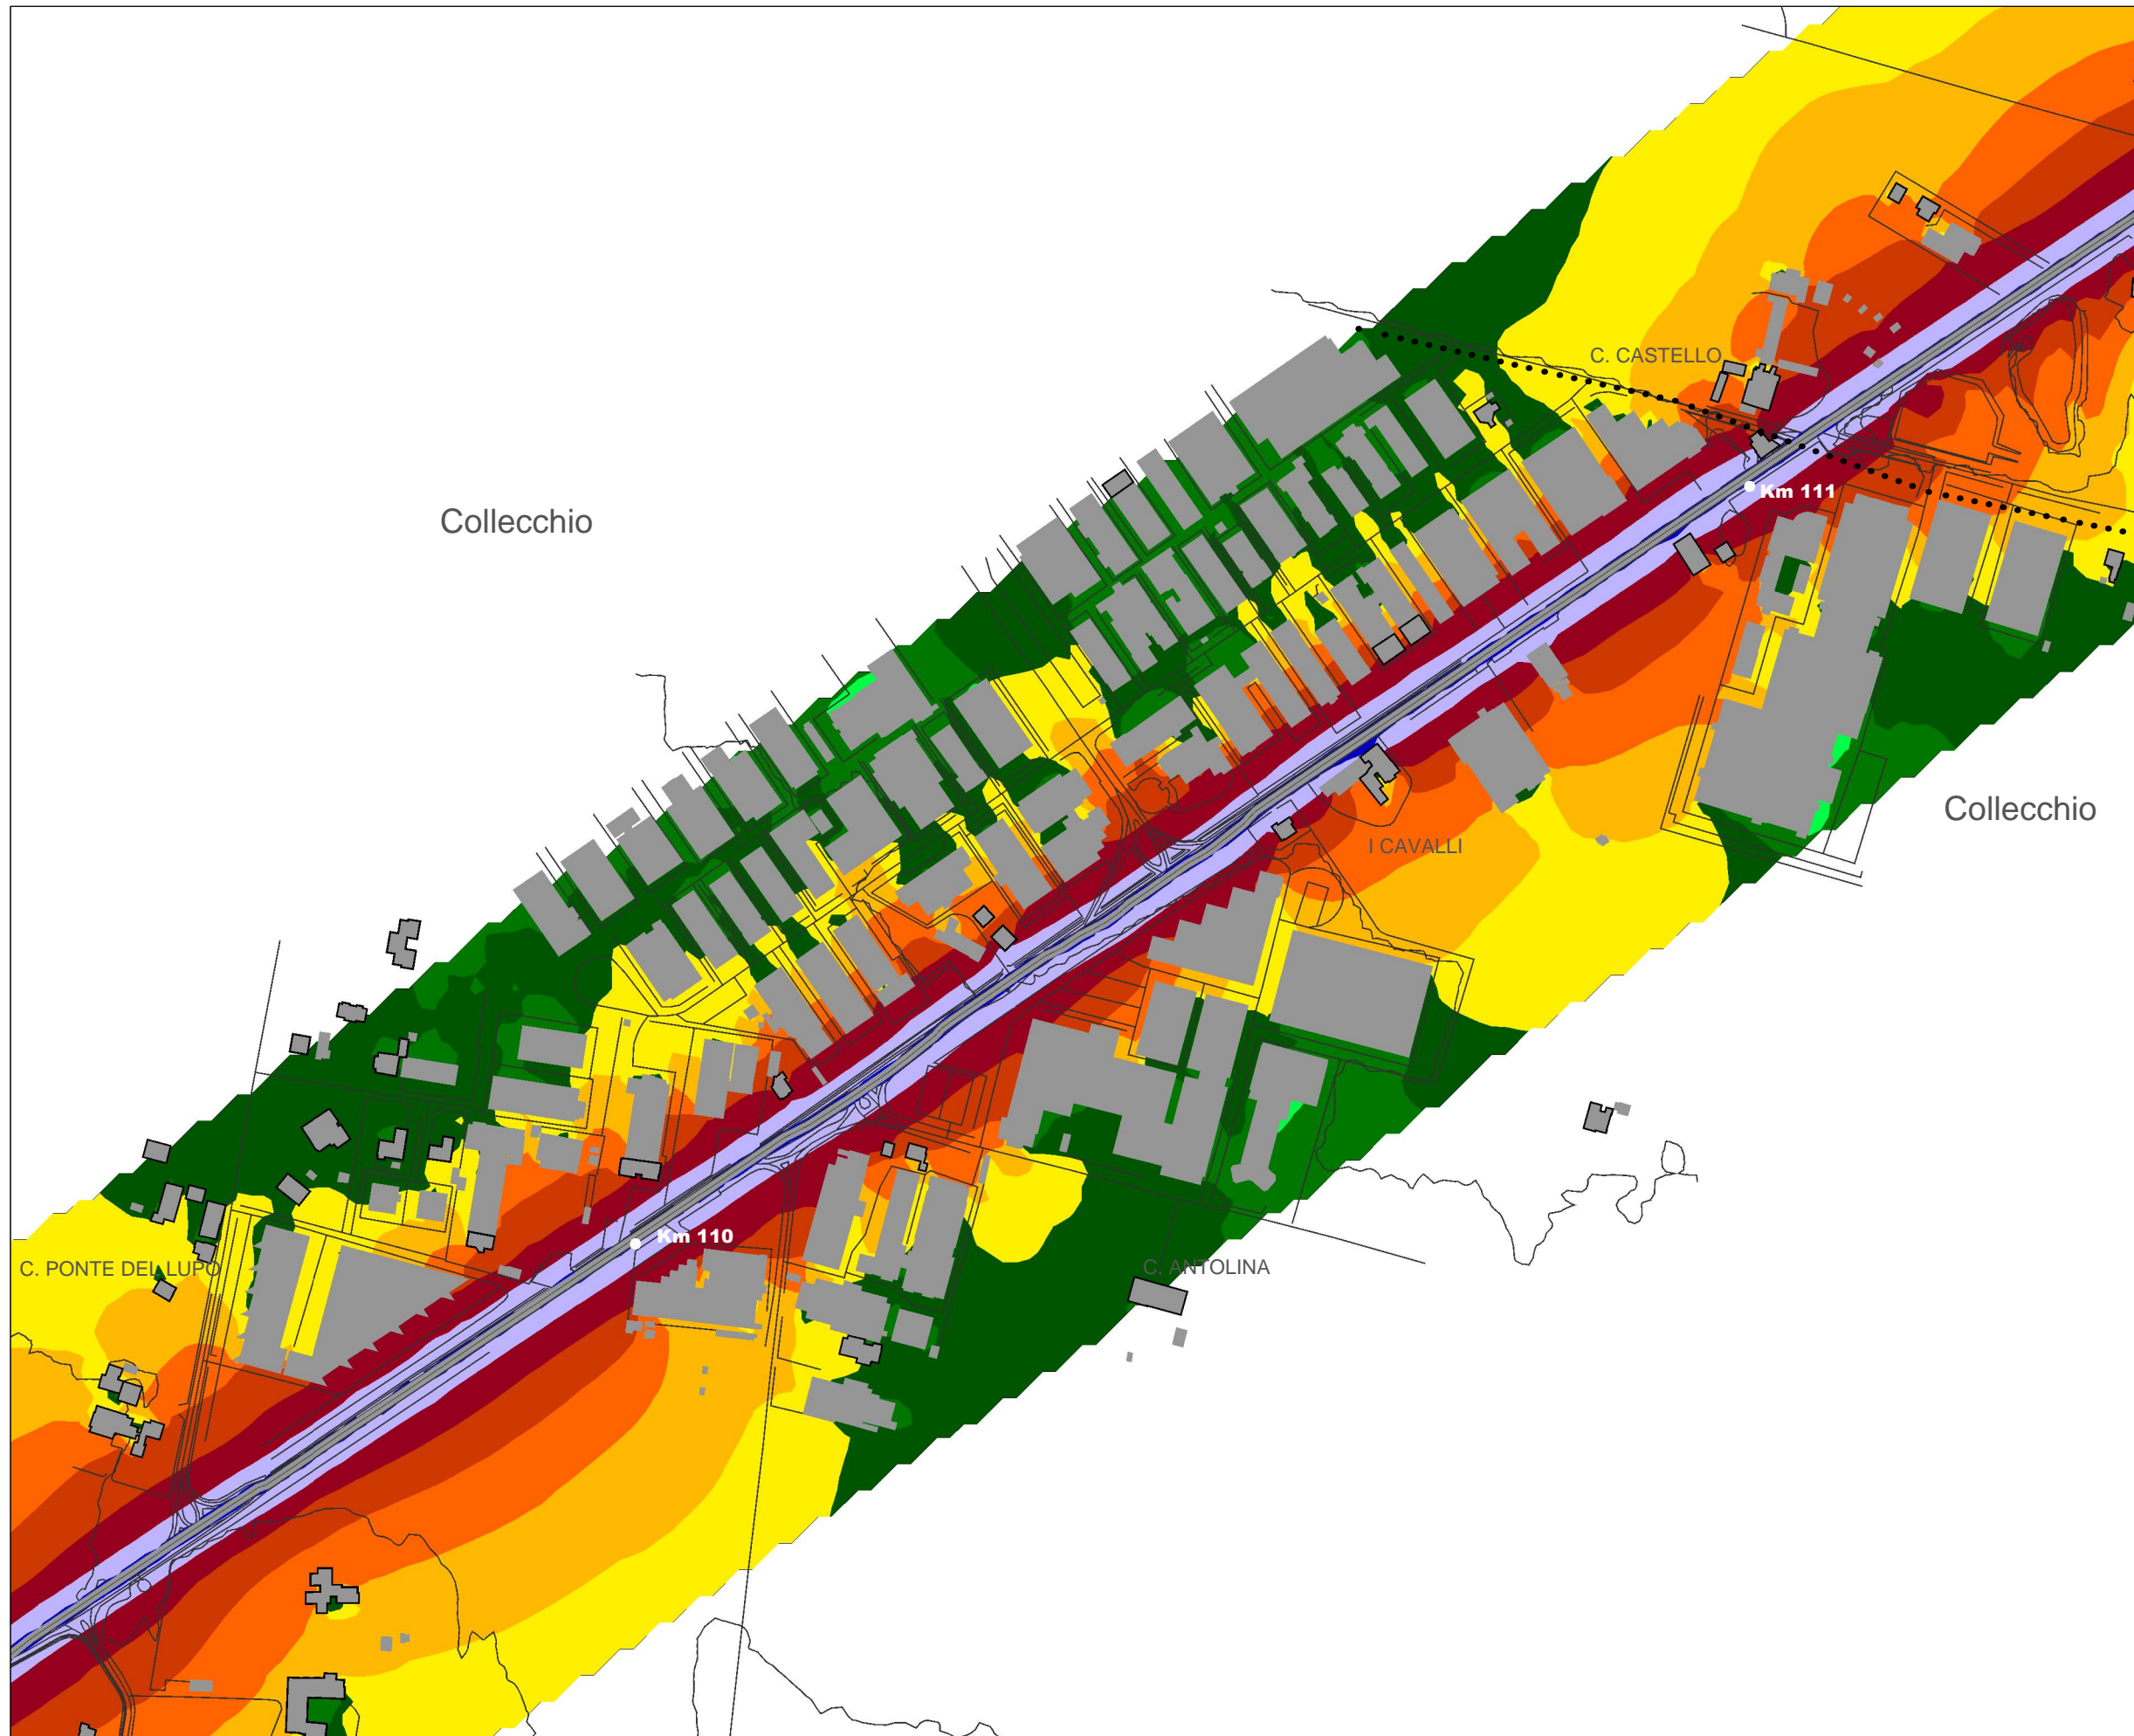 C. CASTELLO
Km 111
Collecchio
Collecchio
I CAVALLI
Km 110
C. PONTE DEL LUPO
C. ANTOLINA